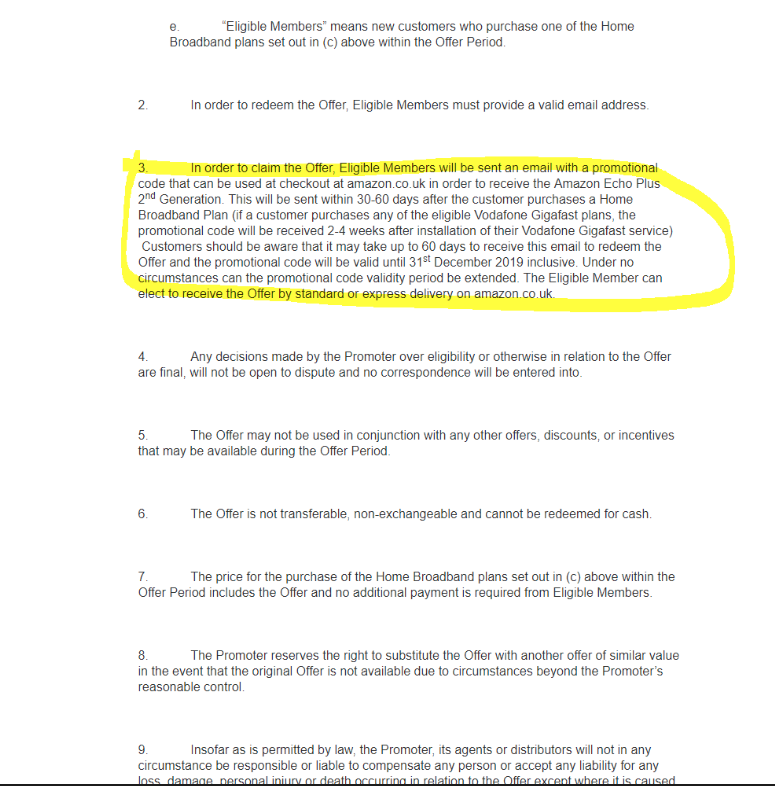 e. “Eligible Members” means new customers who purchase one of the Home
Broadband plans set out in (c) above within the Offer Period.
2. In order to redeem the Offer, Eligible Members must provide a valid email address.
3. In order to claim the Offer, Eligible Members will be sent an email with a promotional
code that can be used at checkout at amazon.co.uk in order to receive the Amazon Echo Plus
2nd Generation. This will be sent within 30-60 days after the customer purchases a Home
Broadband Plan (if a customer purchases any of the eligible Vodafone Gigafast plans, the
promotional code will be received 2-4 weeks after installation of their Vodafone Gigafast service)
Customers should be aware that it may take up to 60 days to receive this email to redeem the
Offer and the promotional code will be valid until 31st December 2019 inclusive. Under no
circumstances can the promotional code validity period be extended. The Eligible Member can
elect to receive the Offer by standard or express delivery on amazon.co.uk.
4. Any decisions made by the Promoter over eligibility or otherwise in relation to the Offer
are final, will not be open to dispute and no correspondence will be entered into.
5. The Offer may not be used in conjunction with any other offers, discounts, or incentives
that may be available during the Offer Period.
6. The Offer is not transferable, non-exchangeable and cannot be redeemed for cash.
7. The price for the purchase of the Home Broadband plans set out in (c) above within the
Offer Period includes the Offer and no additional payment is required from Eligible Members.
8. The Promoter reserves the right to substitute the Offer with another offer of similar value
in the event that the original Offer is not available due to circumstances beyond the Promoter’s
reasonable control.
9. Insofar as is permitted by law, the Promoter, its agents or distributors will not in any
circumstance be responsible or liable to compensate any person or accept any liability for any
loss, damage, personal injury or death occurring in relation to the Offer except where it is caused